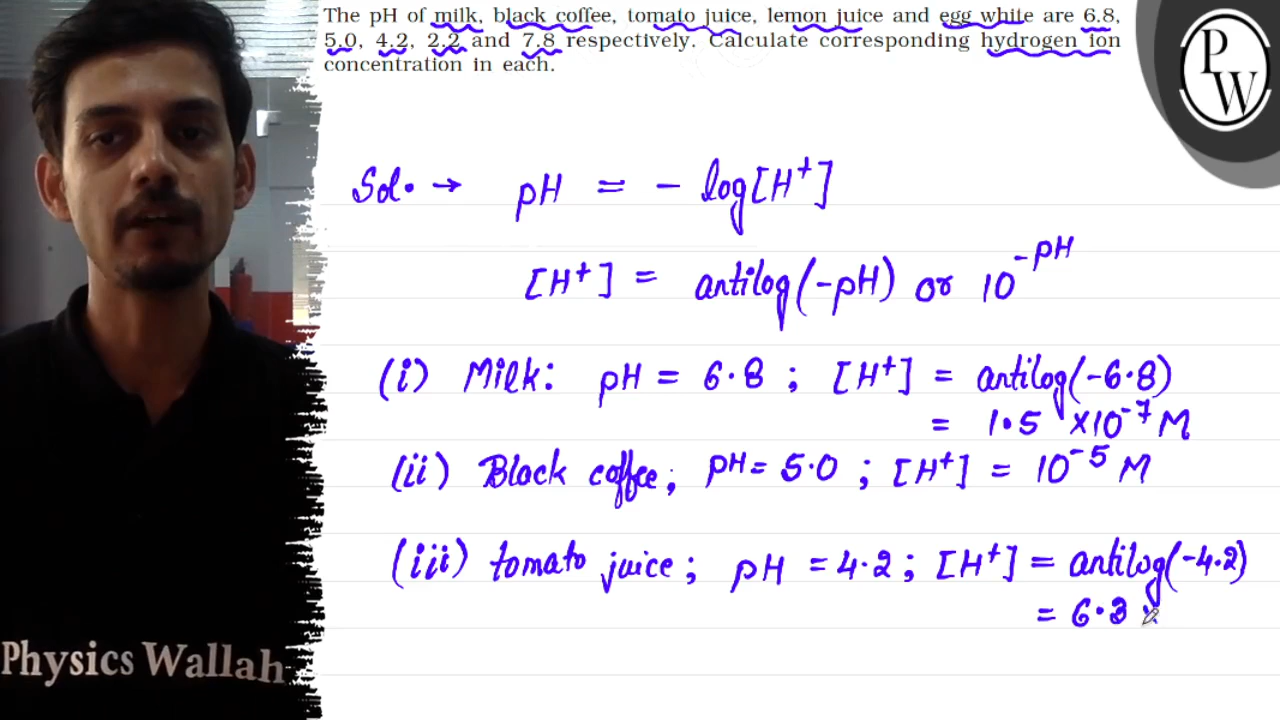 The pH of milk, black coffee, tomato juice, lemon juice and egg white are 6.8,
5.0, 4.2, 2.2 and 7.8 respectively. Calculate corresponding hydrogen ion
concentration in each.
P
W
Sol. → pH = - log[H⁺]
[H⁺] = antilog(-pH) or 10^-pH
(i) Milk: pH = 6.8 ; [H⁺] = antilog(-6.8)
= 1.5 ×10⁻⁷ M
(ii) Black coffee; pH = 5.0 ; [H⁺] = 10⁻⁵ M
(iii) tomato juice; pH = 4.2 ; [H⁺] = antilog(-4.2)
= 6.3
Physics Wallah